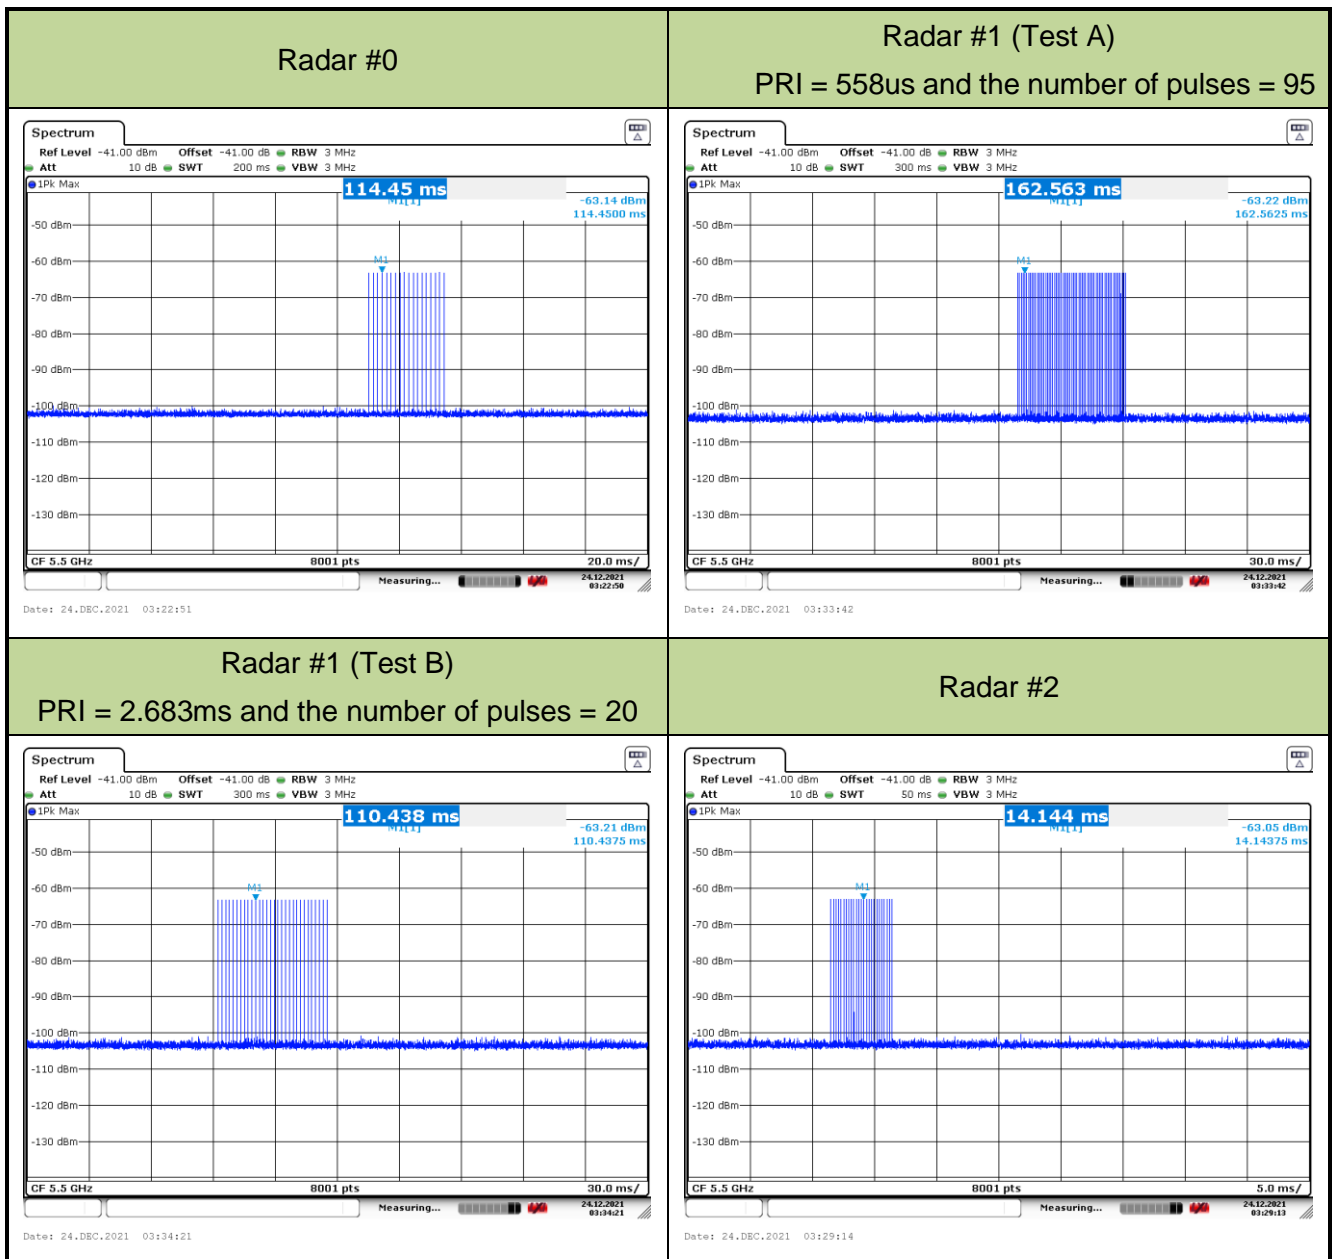 Radar #0
Radar #1 (Test A)
PRI = 558us and the number of pulses = 95
Spectrum
Ref Level -41.00 dBm Offset -41.00 dB RBW 3 MHz
Att 10 dB SWT 200 ms VBW 3 MHz
1Pk Max
114.45 ms
M1[1]
-63.14 dBm
114.4500 ms
M1
-50 dBm
-60 dBm
-70 dBm
-80 dBm
-90 dBm
-100 dBm
-110 dBm
-120 dBm
-130 dBm
CF 5.5 GHz 8001 pts 20.0 ms/
Measuring... 24.12.2021
03:22:50
Date: 24.DEC.2021 03:22:51
Spectrum
Ref Level -41.00 dBm Offset -41.00 dB RBW 3 MHz
Att 10 dB SWT 300 ms VBW 3 MHz
1Pk Max
162.563 ms
M1[1]
-63.22 dBm
162.5625 ms
M1
-50 dBm
-60 dBm
-70 dBm
-80 dBm
-90 dBm
-100 dBm
-110 dBm
-120 dBm
-130 dBm
CF 5.5 GHz 8001 pts 30.0 ms/
Measuring... 24.12.2021
03:33:42
Date: 24.DEC.2021 03:33:42
Radar #1 (Test B)
PRI = 2.683ms and the number of pulses = 20
Radar #2
Spectrum
Ref Level -41.00 dBm Offset -41.00 dB RBW 3 MHz
Att 10 dB SWT 300 ms VBW 3 MHz
1Pk Max
110.438 ms
M1[1]
-63.21 dBm
110.4375 ms
M1
-50 dBm
-60 dBm
-70 dBm
-80 dBm
-90 dBm
-100 dBm
-110 dBm
-120 dBm
-130 dBm
CF 5.5 GHz 8001 pts 30.0 ms/
Measuring... 24.12.2021
03:34:21
Date: 24.DEC.2021 03:34:21
Spectrum
Ref Level -41.00 dBm Offset -41.00 dB RBW 3 MHz
Att 10 dB SWT 50 ms VBW 3 MHz
1Pk Max
14.144 ms
M1[1]
-63.05 dBm
14.14375 ms
M1
-50 dBm
-60 dBm
-70 dBm
-80 dBm
-90 dBm
-100 dBm
-110 dBm
-120 dBm
-130 dBm
CF 5.5 GHz 8001 pts 5.0 ms/
Measuring... 24.12.2021
03:29:13
Date: 24.DEC.2021 03:29:14